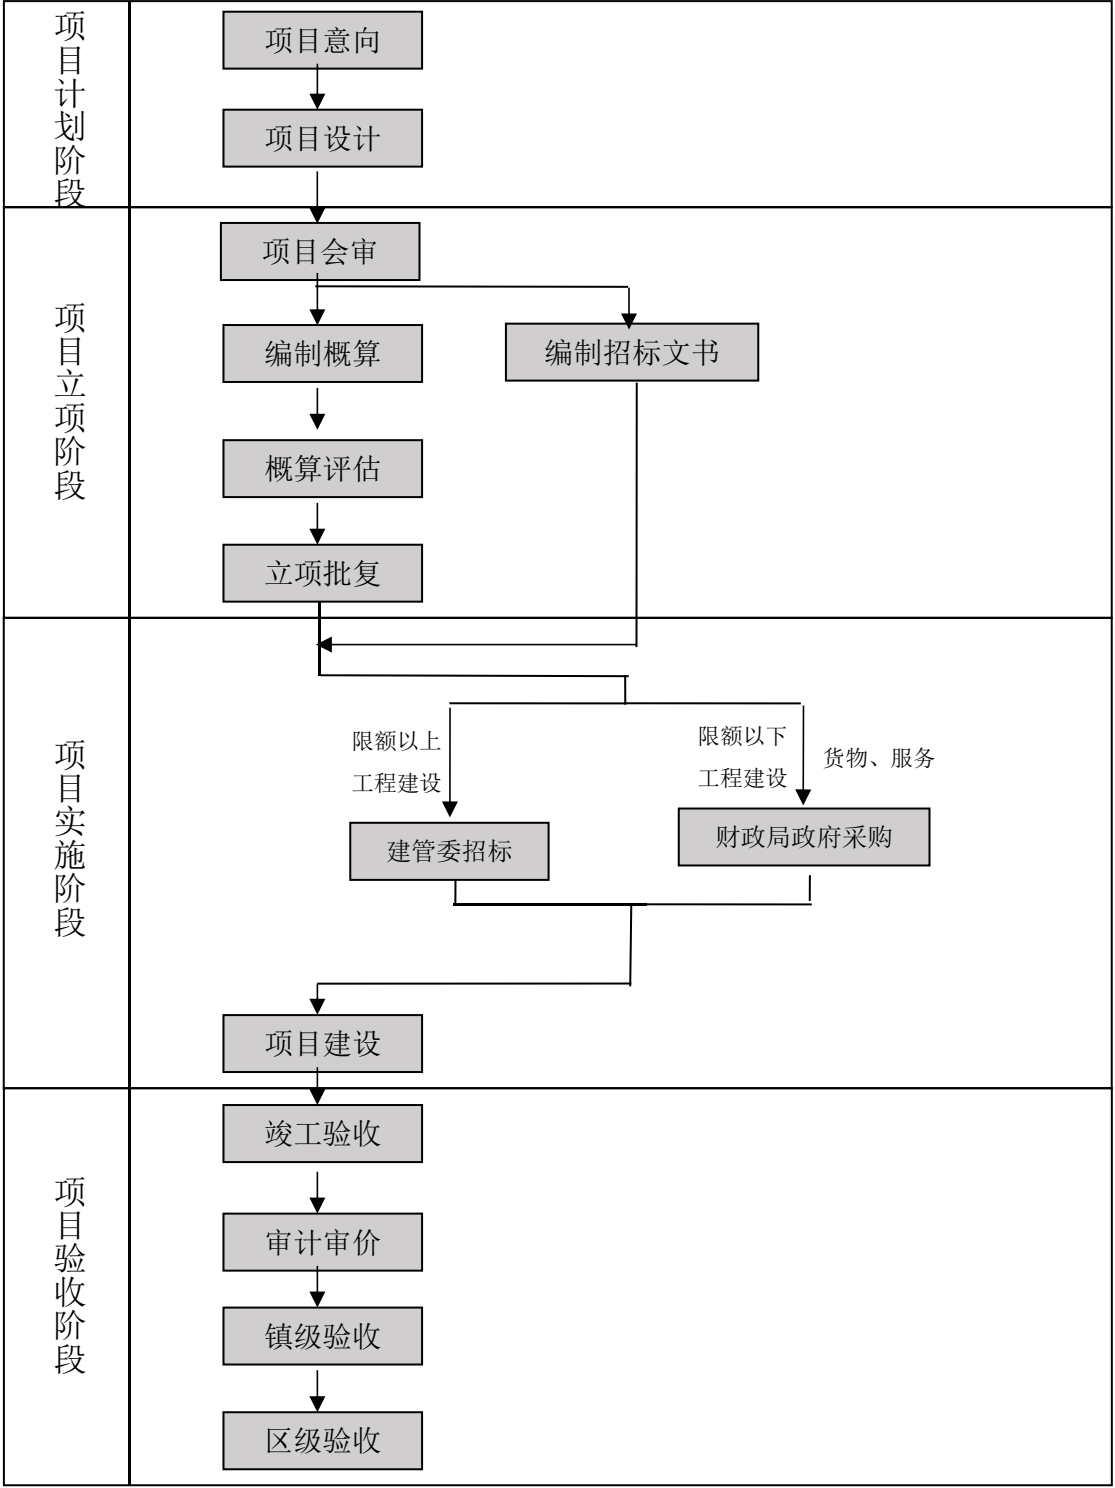 项目计划阶段
项目意向
项目设计
项目立项阶段
项目会审
编制概算
编制招标文书
概算评估
立项批复
项目实施阶段
限额以上
工程建设
限额以下
工程建设
货物、服务
建管委招标
财政局政府采购
项目建设
项目验收阶段
竣工验收
审计审价
镇级验收
区级验收